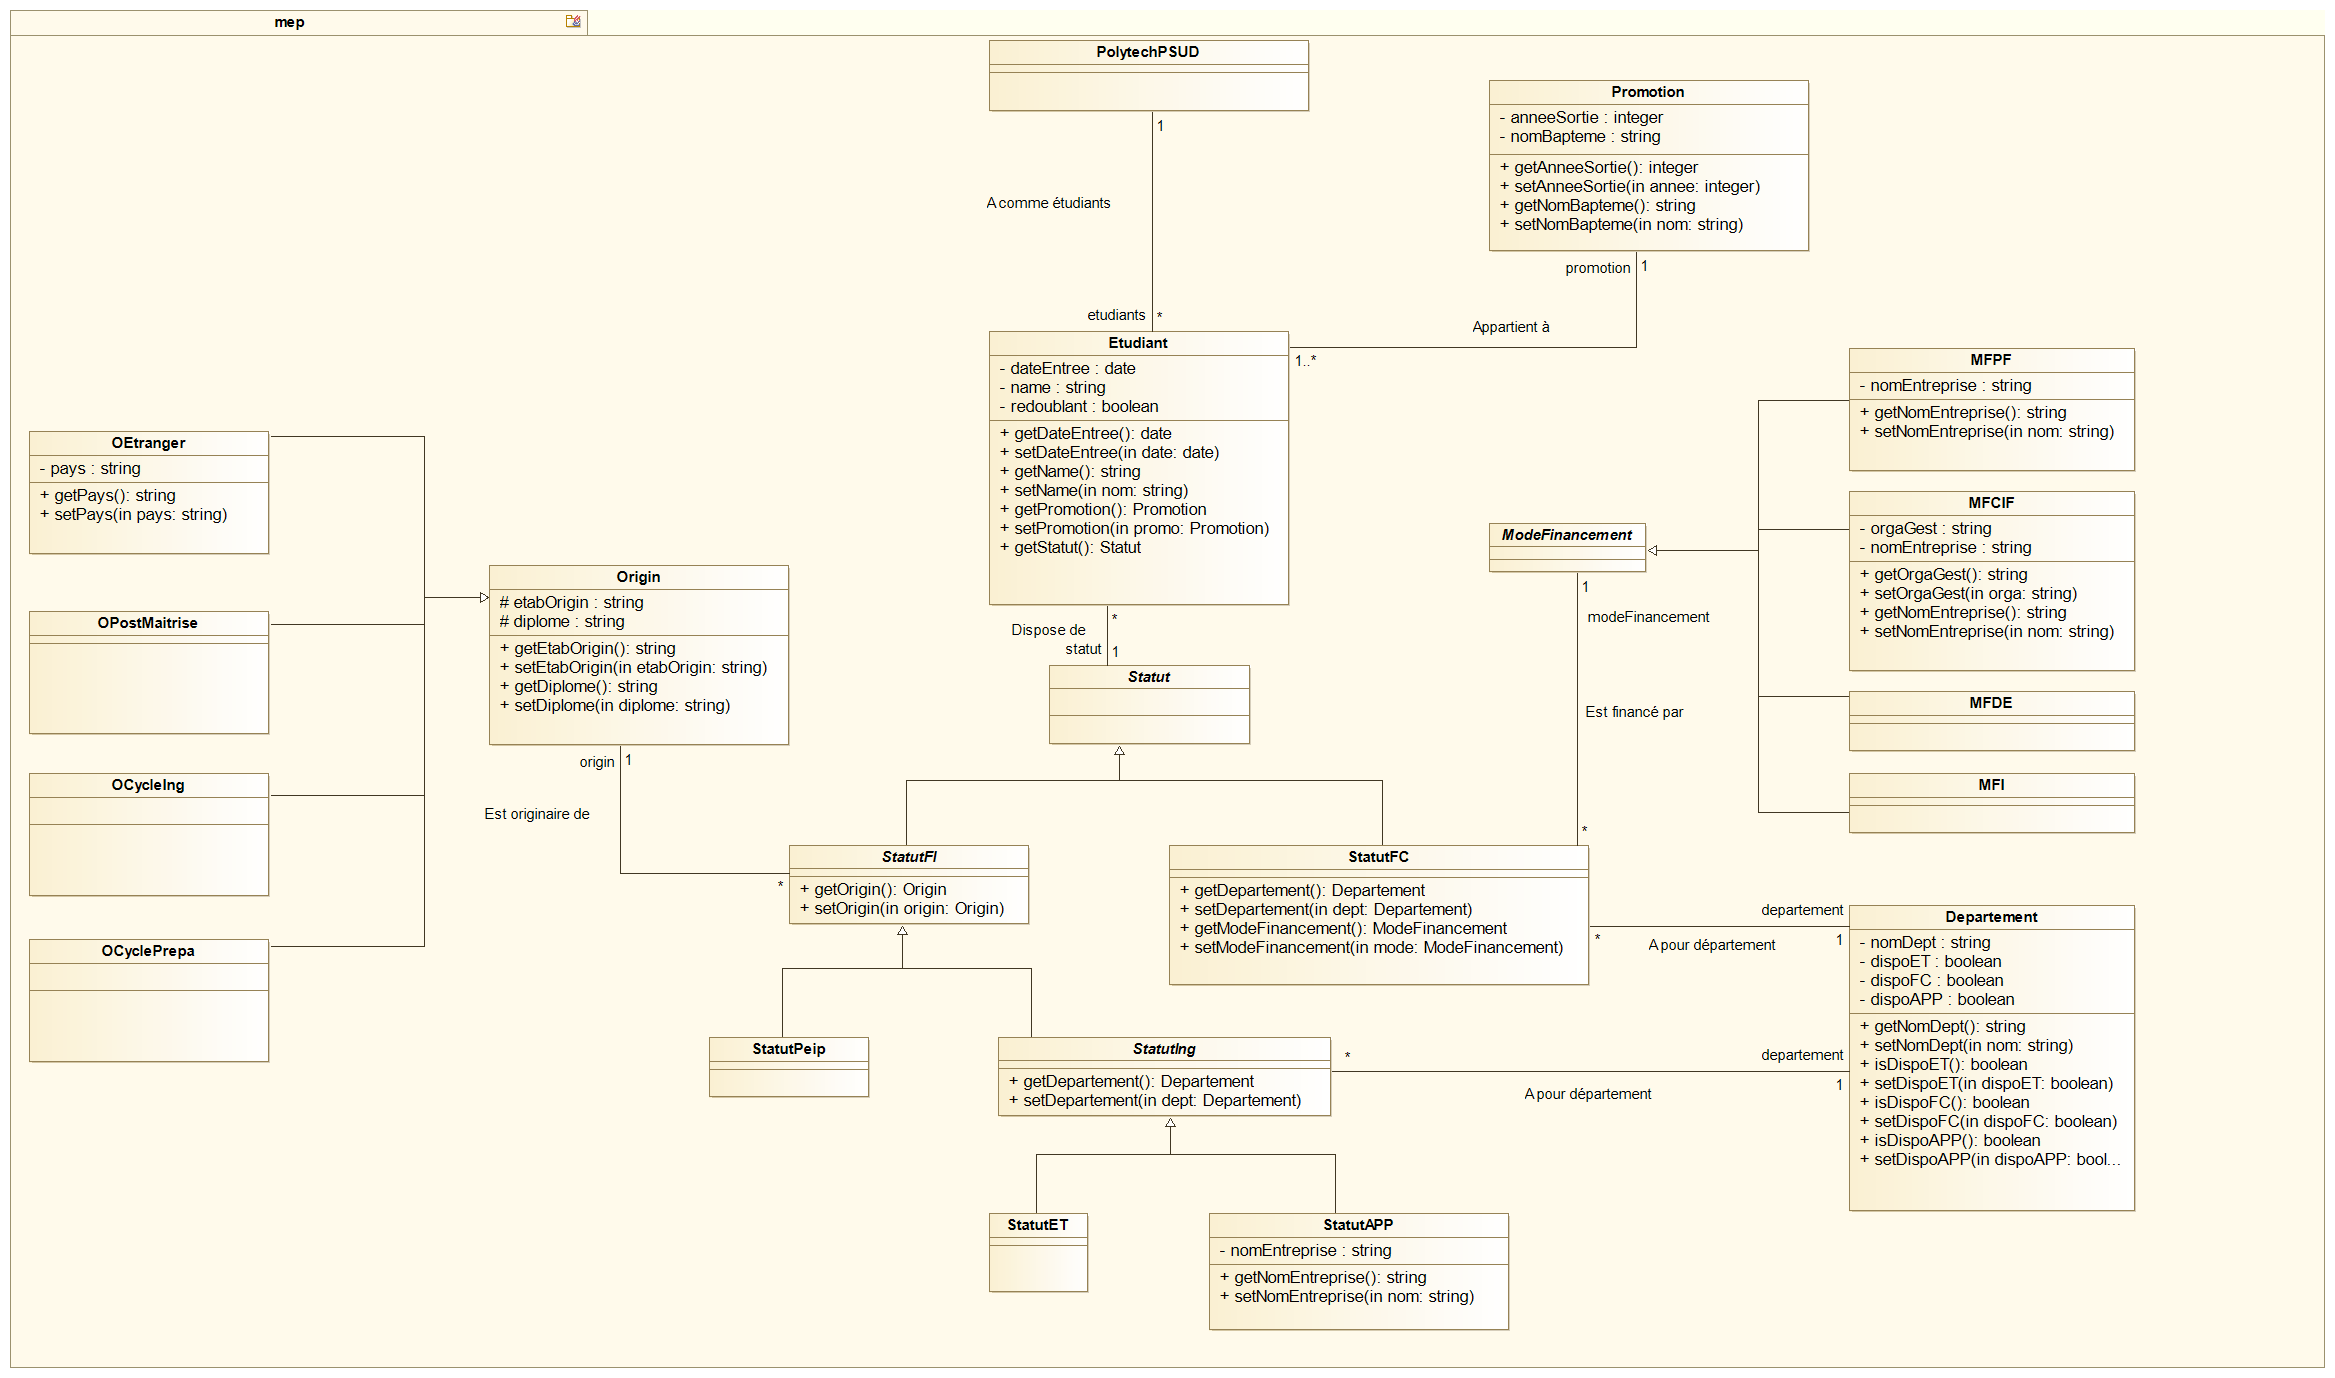 mep
PolytechPSUD
1
A comme étudiants
etudiants
*
Promotion
- anneeSortie : integer
- nomBapteme : string
+ getAnneeSortie(): integer
+ setAnneeSortie(in annee: integer)
+ getNomBapteme(): string
+ setNomBapteme(in nom: string)
promotion
1
Appartient à
1..*
Etudiant
- dateEntree : date
- name : string
- redoublant : boolean
+ getDateEntree(): date
+ setDateEntree(in date: date)
+ getName(): string
+ setName(in nom: string)
+ getPromotion(): Promotion
+ setPromotion(in promo: Promotion)
+ getStatut(): Statut
*
Dispose de
statut
1
Statut
OEtranger
- pays : string
+ getPays(): string
+ setPays(in pays: string)
OPostMaitrise
OCycleIng
OCyclePrepa
Origin
# etabOrigin : string
# diplome : string
+ getEtabOrigin(): string
+ setEtabOrigin(in etabOrigin: string)
+ getDiplome(): string
+ setDiplome(in diplome: string)
origin
1
Est originaire de
*
StatutFI
+ getOrigin(): Origin
+ setOrigin(in origin: Origin)
ModeFinancement
1
modeFinancement
Est financé par
*
MFPF
- nomEntreprise : string
+ getNomEntreprise(): string
+ setNomEntreprise(in nom: string)
MFCIF
- orgaGest : string
- nomEntreprise : string
+ getOrgaGest(): string
+ setOrgaGest(in orga: string)
+ getNomEntreprise(): string
+ setNomEntreprise(in nom: string)
MFDE
MFI
StatutFC
+ getDepartement(): Departement
+ setDepartement(in dept: Departement)
+ getModeFinancement(): ModeFinancement
+ setModeFinancement(in mode: ModeFinancement)
departement
*
A pour département
1
Departement
- nomDept : string
- dispoET : boolean
- dispoFC : boolean
- dispoAPP : boolean
+ getNomDept(): string
+ setNomDept(in nom: string)
+ isDispoET(): boolean
+ setDispoET(in dispoET: boolean)
+ isDispoFC(): boolean
+ setDispoFC(in dispoFC: boolean)
+ isDispoAPP(): boolean
+ setDispoAPP(in dispoAPP: bool...
StatutPeip
StatutIng
+ getDepartement(): Departement
+ setDepartement(in dept: Departement)
*
departement
1
A pour département
StatutET
StatutAPP
- nomEntreprise : string
+ getNomEntreprise(): string
+ setNomEntreprise(in nom: string)